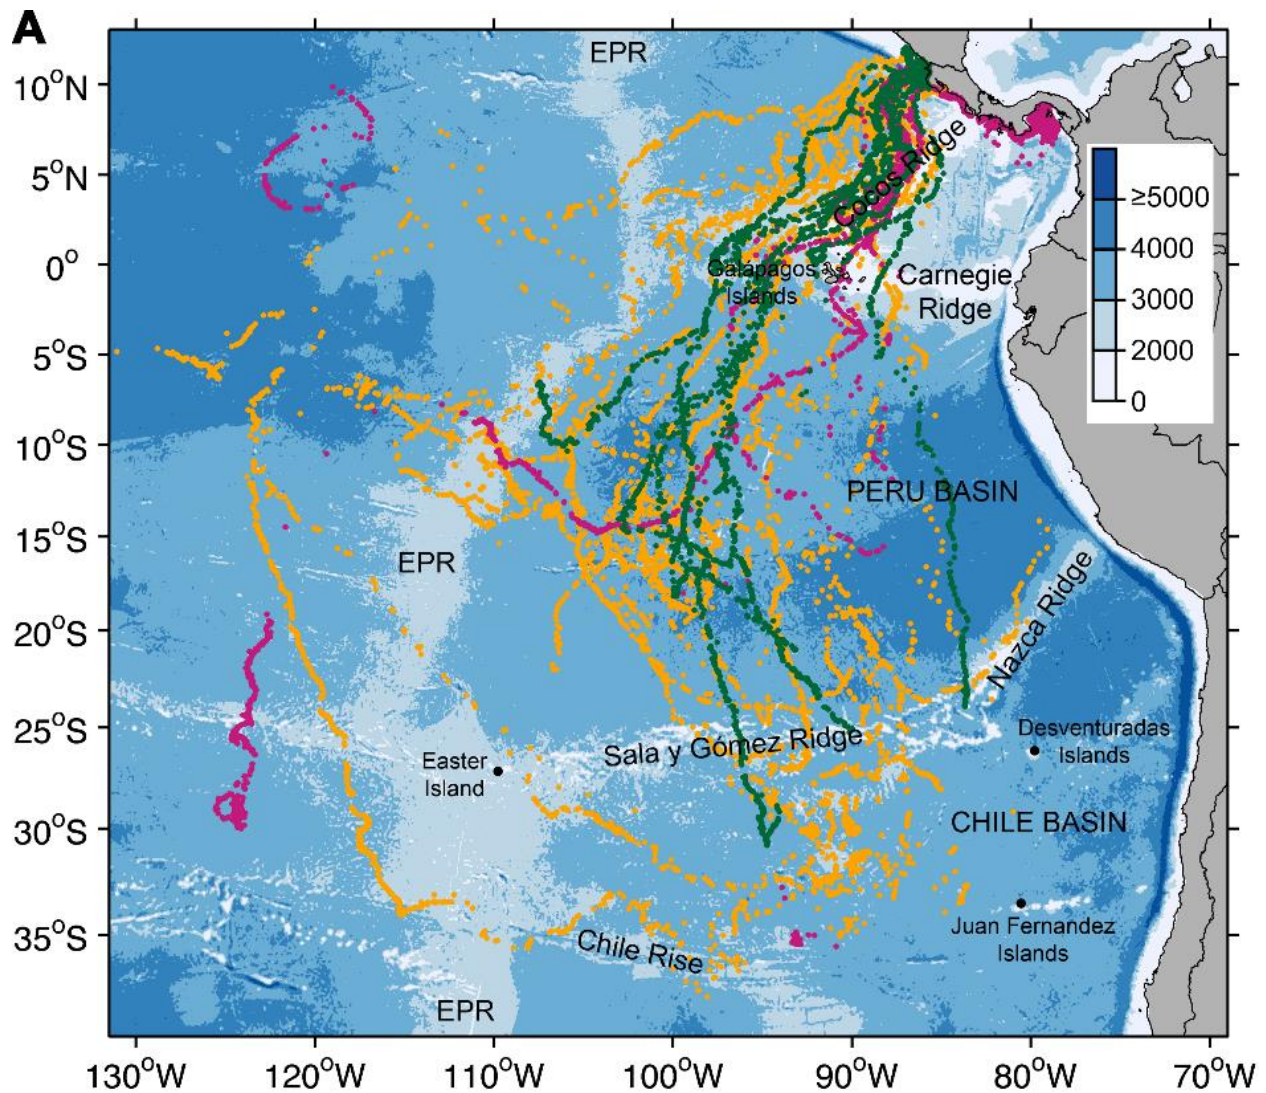 A
EPR
10°N
5°N
0°
5°S
10°S
15°S
20°S
25°S
30°S
35°S
Cocos Ridge
≥5000
4000
3000
2000
0
Galápagos
Islands
Carnegie
Ridge
PERU BASIN
EPR
Nazca Ridge
Sala y Gómez Ridge
Desventuradas
Islands
Easter
Island
CHILE BASIN
Juan Fernandez
Islands
Chile Rise
EPR
130°W
120°W
110°W
100°W
90°W
80°W
70°W